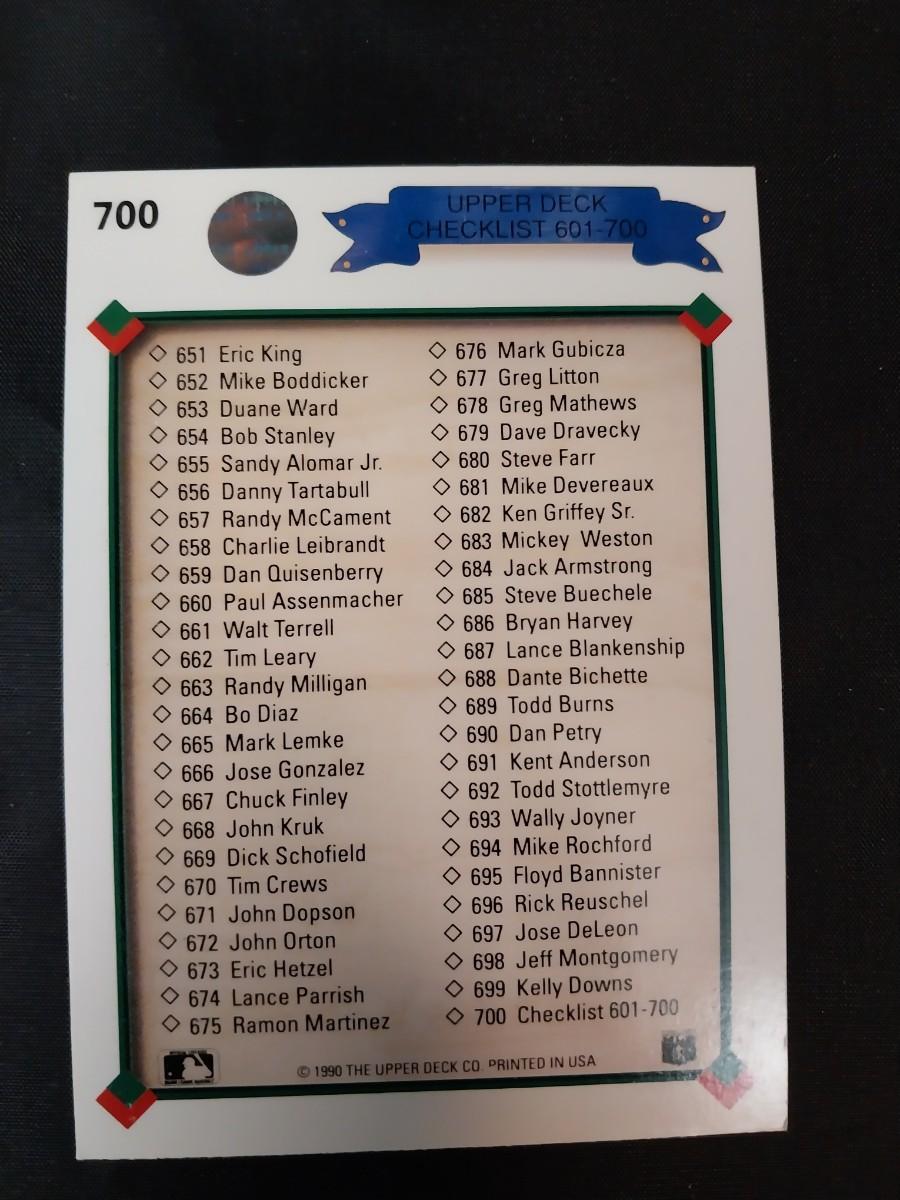 700
UPPER DECK
CHECKLIST 601-700
651 Eric King
652 Mike Boddicker
653 Duane Ward
654 Bob Stanley
655 Sandy Alomar Jr.
656 Danny Tartabull
657 Randy McCament
658 Charlie Leibrandt
659 Dan Quisenberry
660 Paul Assenmacher
661 Walt Terrell
662 Tim Leary
663 Randy Milligan
664 Bo Diaz
665 Mark Lemke
666 Jose Gonzalez
667 Chuck Finley
668 John Kruk
669 Dick Schofield
670 Tim Crews
671 John Dopson
672 John Orton
673 Eric Hetzel
674 Lance Parrish
675 Ramon Martinez
676 Mark Gubicza
677 Greg Litton
678 Greg Mathews
679 Dave Dravecky
680 Steve Farr
681 Mike Devereaux
682 Ken Griffey Sr.
683 Mickey Weston
684 Jack Armstrong
685 Steve Buechele
686 Bryan Harvey
687 Lance Blankenship
688 Dante Bichette
689 Todd Burns
690 Dan Petry
691 Kent Anderson
692 Todd Stottlemyre
693 Wally Joyner
694 Mike Rochford
695 Floyd Bannister
696 Rick Reuschel
697 Jose DeLeon
698 Jeff Montgomery
699 Kelly Downs
700 Checklist 601-700
© 1990 THE UPPER DECK CO. PRINTED IN USA